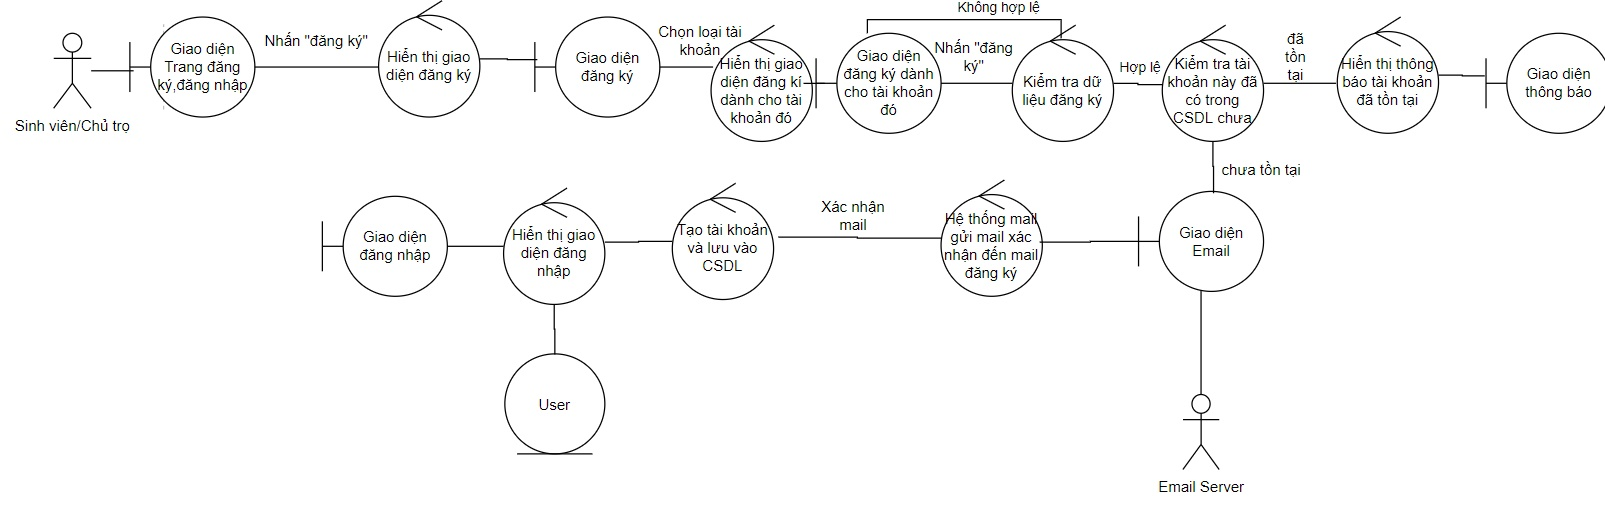 Không hợp lệ
Sinh viên/Chủ trọ
Giao diện
Trang đăng
ký,đăng nhập
Nhấn "đăng ký"
Hiển thị giao
diện đăng ký
Giao diện
đăng ký
Chọn loại tài
khoản
Hiển thị giao
diện đăng kí
dành cho tài
khoản đó
Giao diện
đăng ký dành
cho tài khoản
đó
Nhấn "đăng
ký"
Kiểm tra dữ
liệu đăng ký
Hợp lệ
Kiểm tra tài
khoản này đã
có trong
CSDL chưa
đã
tồn
tại
Hiển thị thông
báo tài khoản
đã tồn tại
Giao diện
thông báo
chưa tồn tại
Giao diện
đăng nhập
Hiển thị giao
diện đăng
nhập
Tạo tài khoản
và lưu vào
CSDL
Xác nhận
mail
Hệ thống mail
gửi mail xác
nhận đến mail
đăng ký
Giao diện
Email
User
Email Server